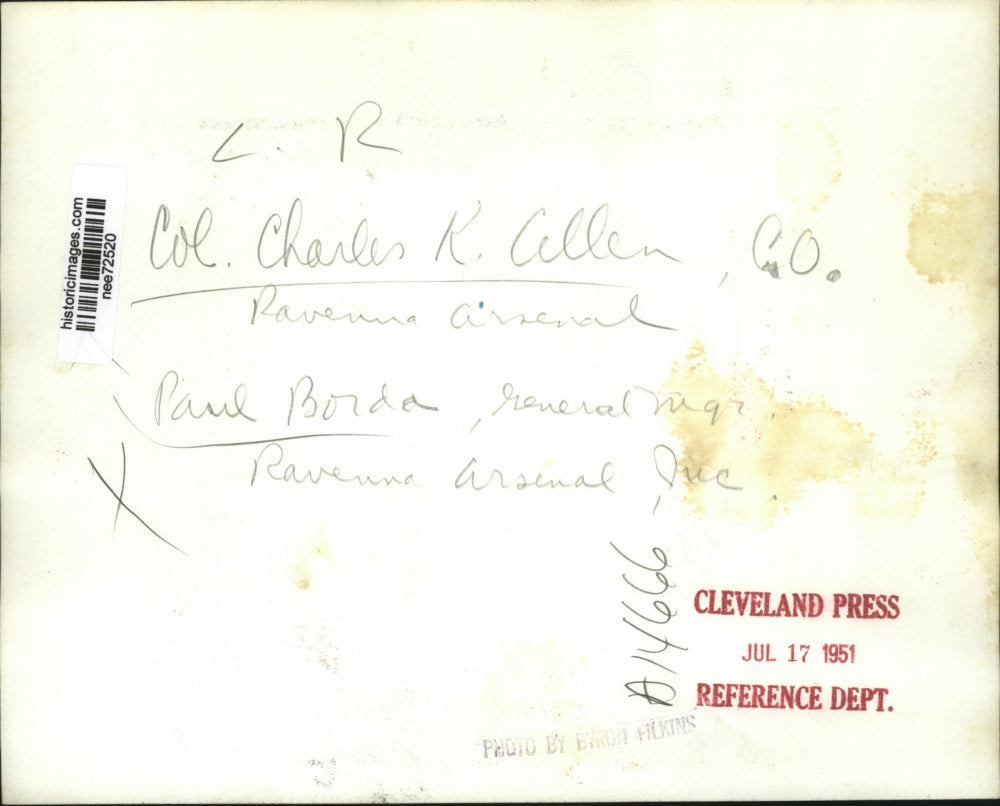 L. R
Col. Charles K. Allen, C.O.
Ravenna Arsenal
Paul Borda, General Mgr.
Ravenna Arsenal, Inc.
historicimages.com
nee72520
A14666
CLEVELAND PRESS
JUL 17 1951
REFERENCE DEPT.
PHOTO BY BYRON FILKINS